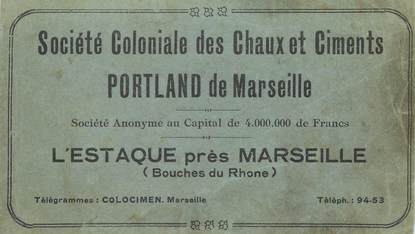 Société Coloniale des Chaux et Ciments
PORTLAND de Marseille
Société Anonyme au Capital de 4.000.000 de Francs
L'ESTAQUE près MARSEILLE
( Bouches du Rhone )
Télégrammes : COLOCIMEN. Marseille Téléph. : 94-53